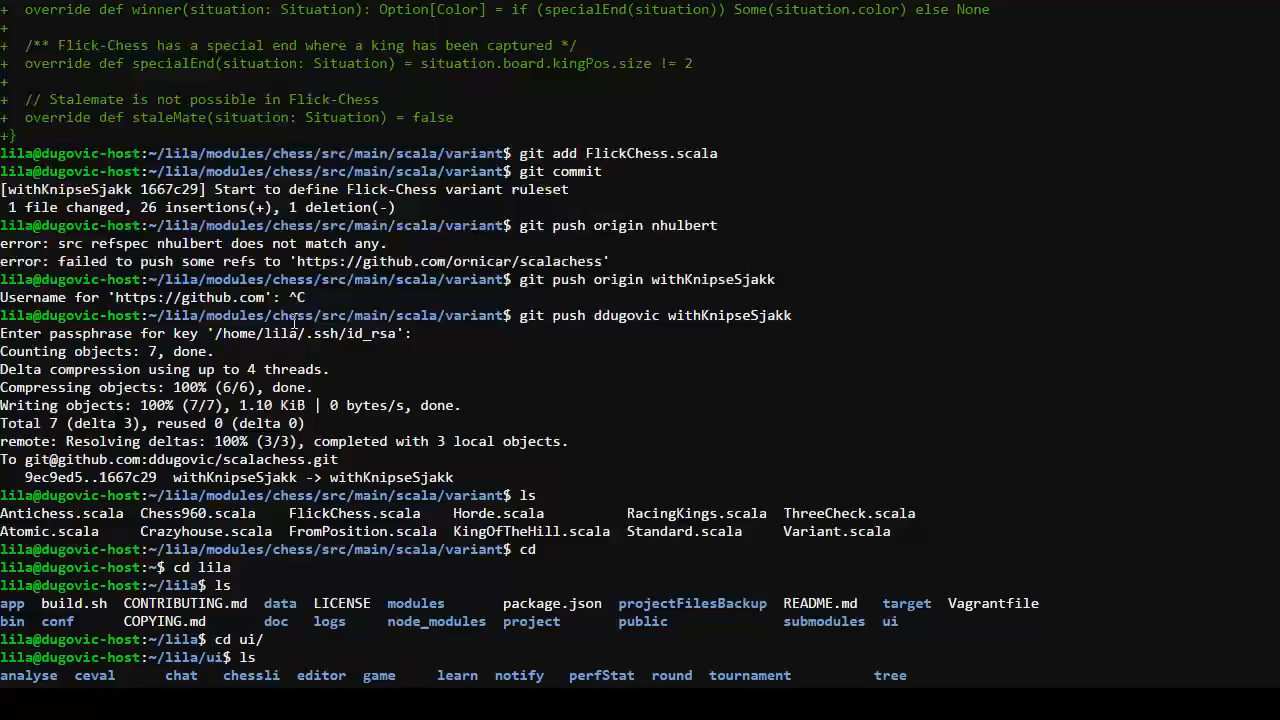 +  override def winner(situation: Situation): Option[Color] = if (specialEnd(situation)) Some(situation.color) else None
+
+  /** Flick-Chess has a special end where a king has been captured */
+  override def specialEnd(situation: Situation) = situation.board.kingPos.size != 2
+
+  // Stalemate is not possible in Flick-Chess
+  override def staleMate(situation: Situation) = false
+}
lila@dugovic-host:~/lila/modules/chess/src/main/scala/variant$ git add FlickChess.scala
lila@dugovic-host:~/lila/modules/chess/src/main/scala/variant$ git commit
[withKnipseSjakk 1667c29] Start to define Flick-Chess variant ruleset
 1 file changed, 26 insertions(+), 1 deletion(-)
lila@dugovic-host:~/lila/modules/chess/src/main/scala/variant$ git push origin nhulbert
error: src refspec nhulbert does not match any.
error: failed to push some refs to 'https://github.com/ornicar/scalachess'
lila@dugovic-host:~/lila/modules/chess/src/main/scala/variant$ git push origin withKnipseSjakk
Username for 'https://github.com': ^C
lila@dugovic-host:~/lila/modules/chess/src/main/scala/variant$ git push ddugovic withKnipseSjakk
Enter passphrase for key '/home/lila/.ssh/id_rsa':
Counting objects: 7, done.
Delta compression using up to 4 threads.
Compressing objects: 100% (6/6), done.
Writing objects: 100% (7/7), 1.10 KiB | 0 bytes/s, done.
Total 7 (delta 3), reused 0 (delta 0)
remote: Resolving deltas: 100% (3/3), completed with 3 local objects.
To git@github.com:ddugovic/scalachess.git
   9ec9ed5..1667c29  withKnipseSjakk -> withKnipseSjakk
lila@dugovic-host:~/lila/modules/chess/src/main/scala/variant$ ls
Antichess.scala  Chess960.scala    FlickChess.scala    Horde.scala          RacingKings.scala  ThreeCheck.scala
Atomic.scala     Crazyhouse.scala  FromPosition.scala  KingOfTheHill.scala  Standard.scala     Variant.scala
lila@dugovic-host:~/lila/modules/chess/src/main/scala/variant$ cd
lila@dugovic-host:~$ cd lila
lila@dugovic-host:~/lila$ ls
app  build.sh  CONTRIBUTING.md  data  LICENSE  modules       package.json  projectFilesBackup  README.md   target  Vagrantfile
bin  conf      COPYING.md       doc   logs     node_modules  project       public              submodules  ui
lila@dugovic-host:~/lila$ cd ui/
lila@dugovic-host:~/lila/ui$ ls
analyse  ceval      chat   chessli  editor  game     learn  notify   perfStat  round  tournament          tree